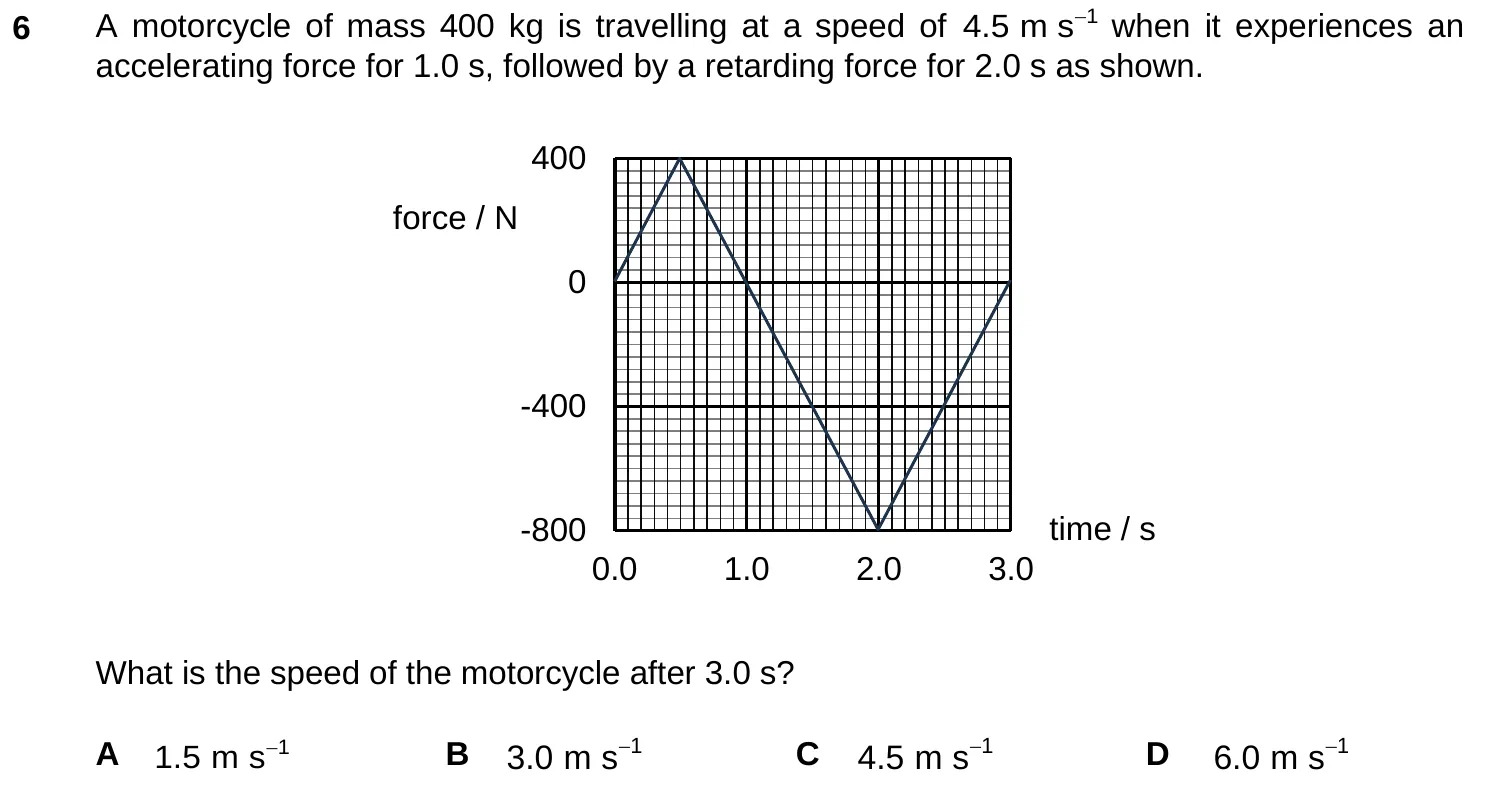 6 A motorcycle of mass 400 kg is travelling at a speed of 4.5 m s⁻¹ when it experiences an
accelerating force for 1.0 s, followed by a retarding force for 2.0 s as shown.
400
force / N
0
-400
-800
time / s
0.0 1.0 2.0 3.0
What is the speed of the motorcycle after 3.0 s?
A 1.5 m s⁻¹ B 3.0 m s⁻¹ C 4.5 m s⁻¹ D 6.0 m s⁻¹